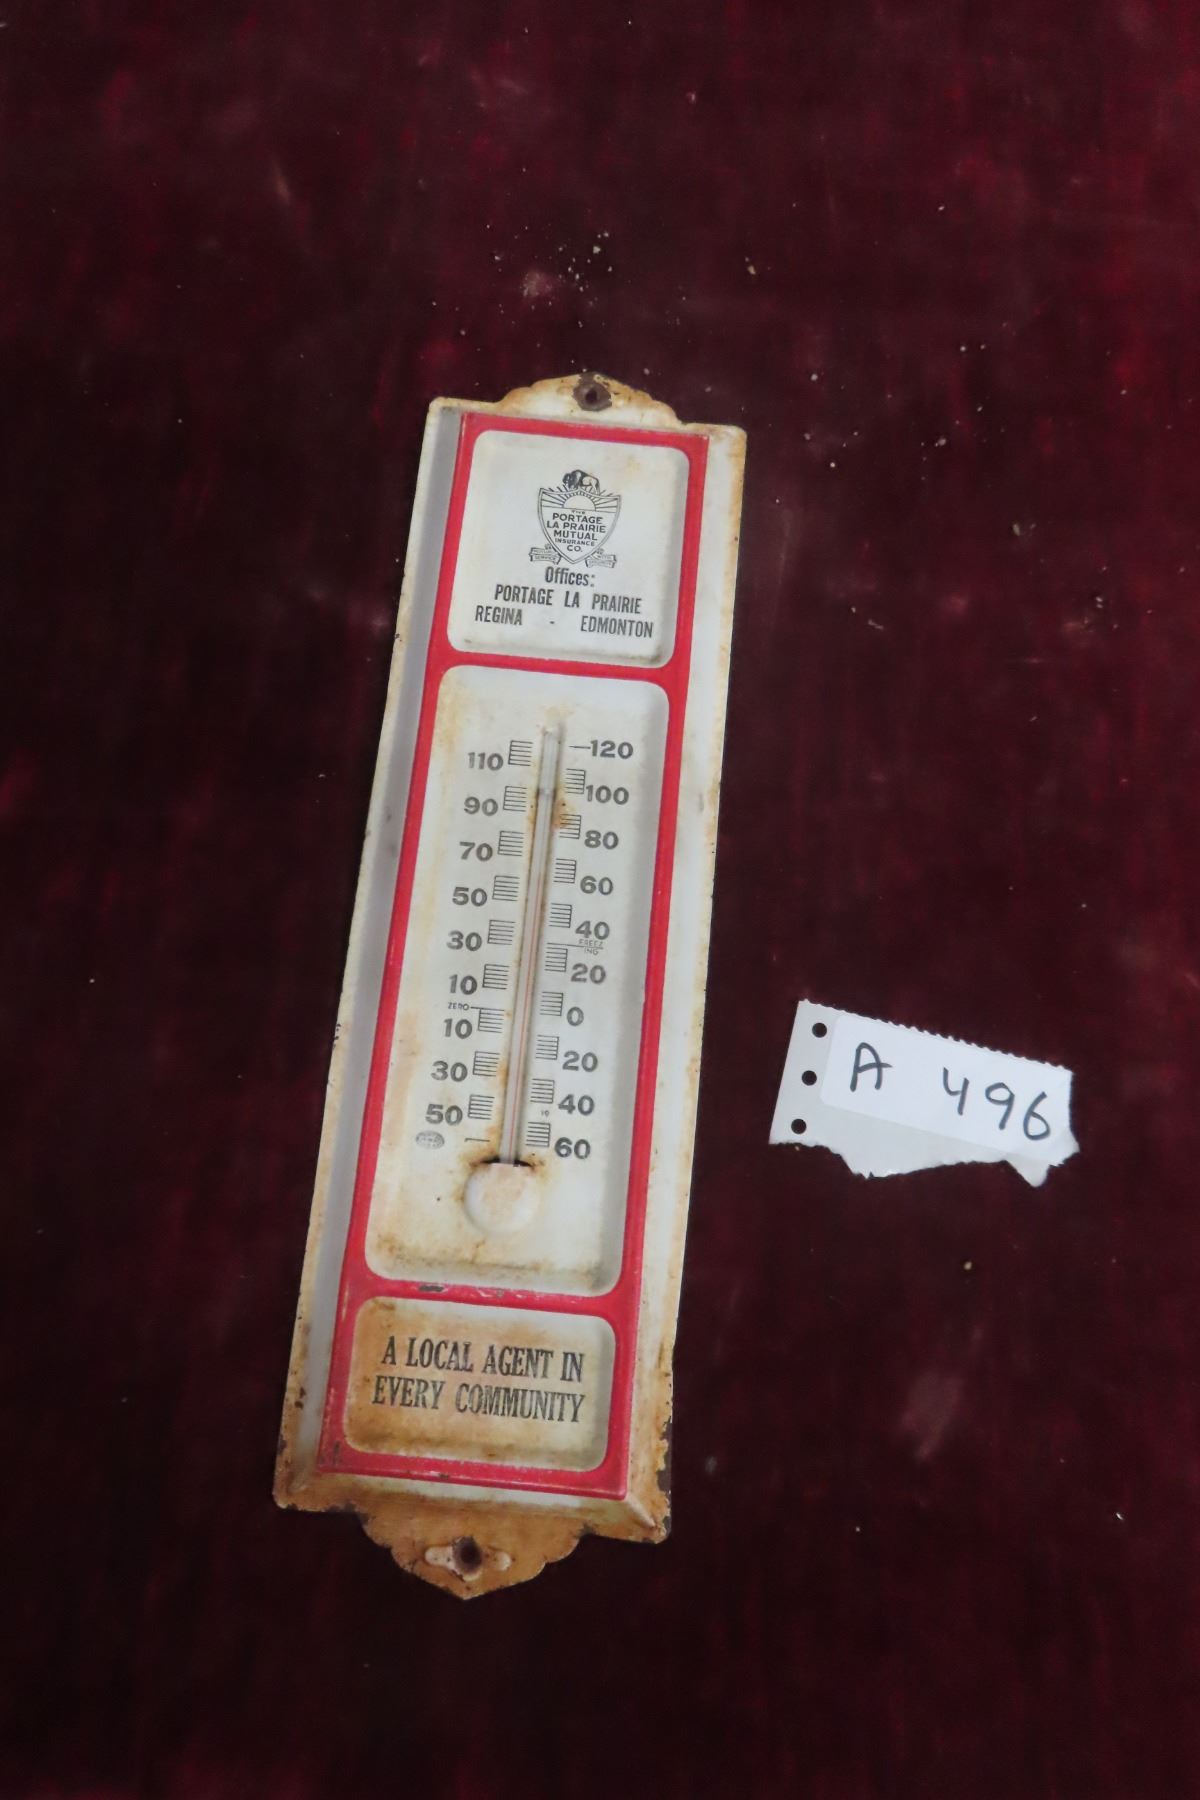 THE
PORTAGE
LA PRAIRIE
MUTUAL
INSURANCE
CO.
Offices:
PORTAGE LA PRAIRIE
REGINA - EDMONTON
120
110
100
90
80
70
60
50
40
30
FREEZ
ING
20
10
ZERO
0
10
20
30
40
50
60
A LOCAL AGENT IN
EVERY COMMUNITY
A 496